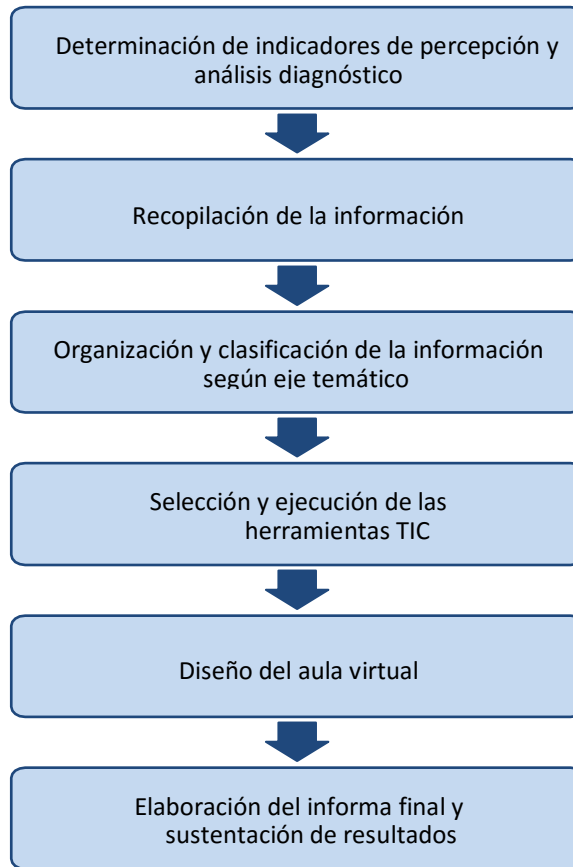 Determinación de indicadores de percepción y
análisis diagnóstico
Recopilación de la información
Organización y clasificación de la información
según eje temático
Selección y ejecución de las
herramientas TIC
Diseño del aula virtual
Elaboración del informa final y
sustentación de resultados